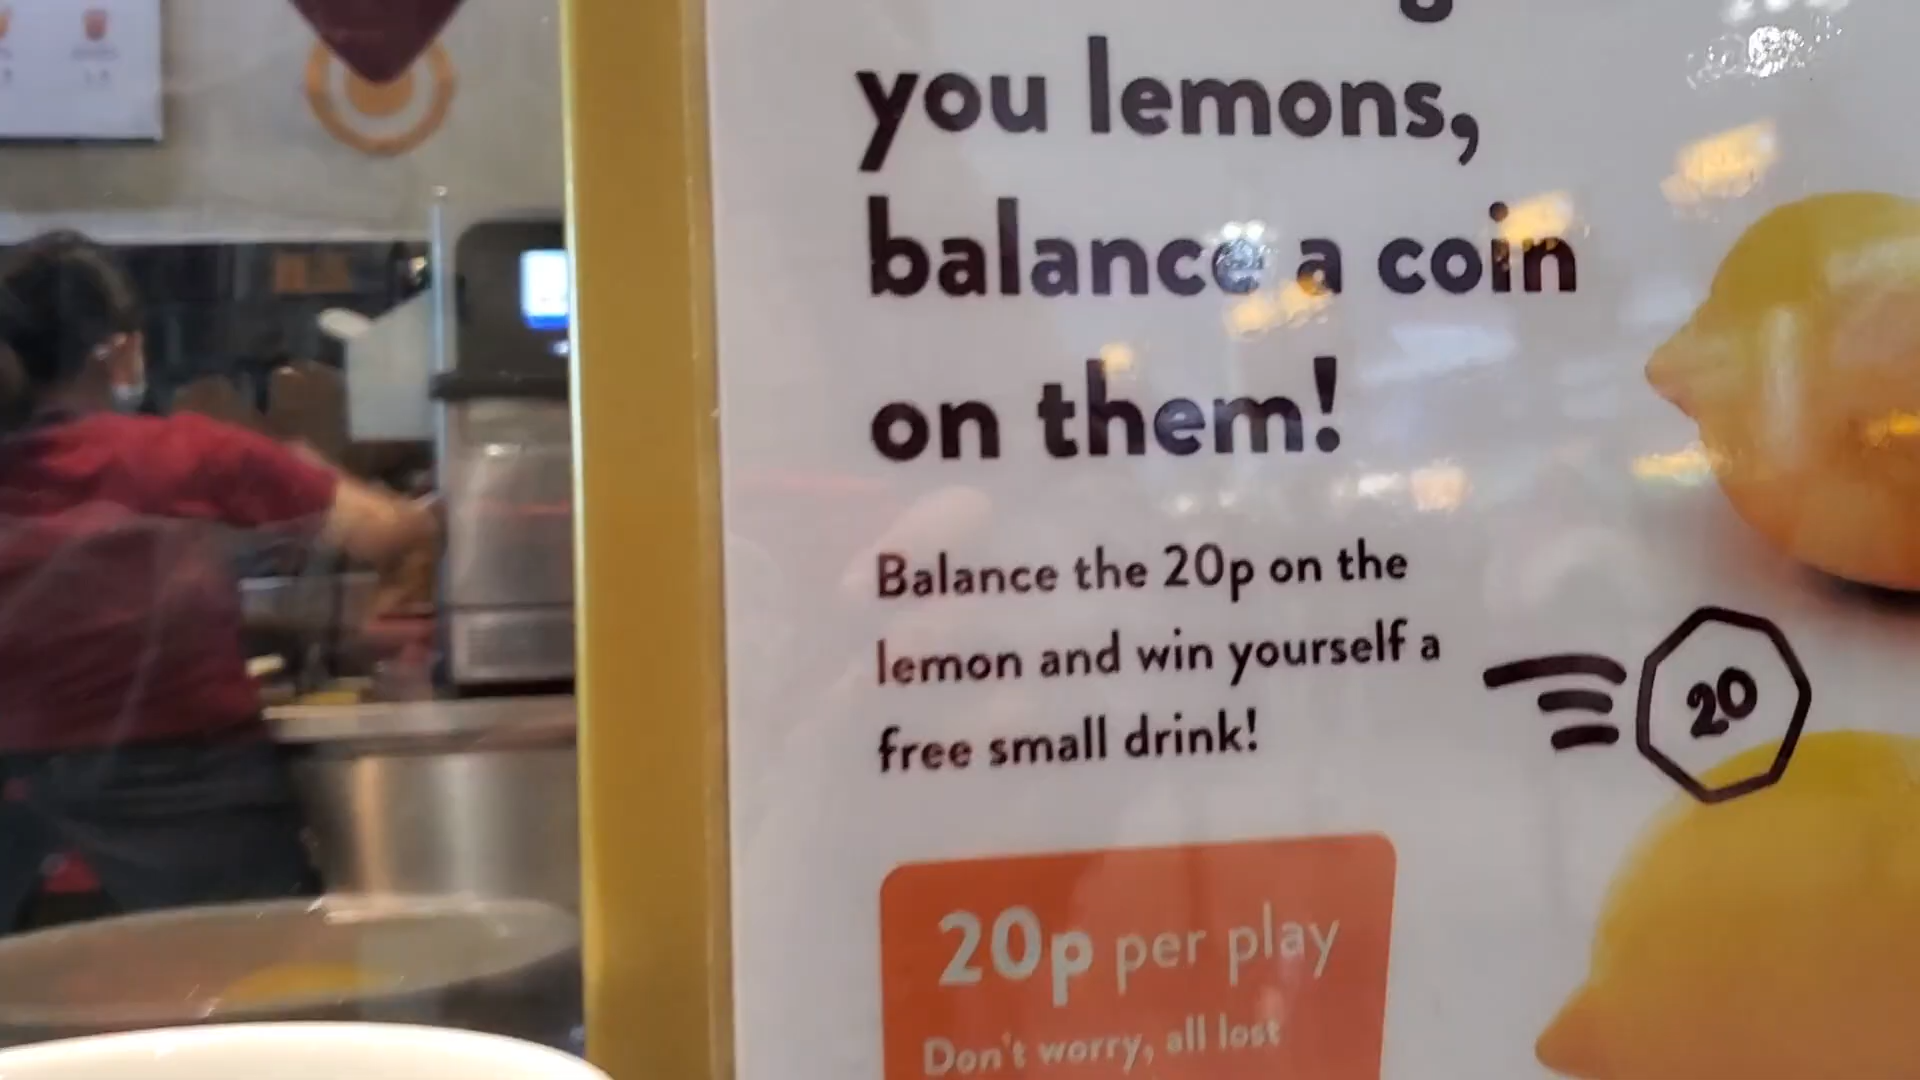 you lemons,
balance a coin
on them!
Balance the 20p on the
lemon and win yourself a
free small drink!
20
20p per play
Don't worry, all lost